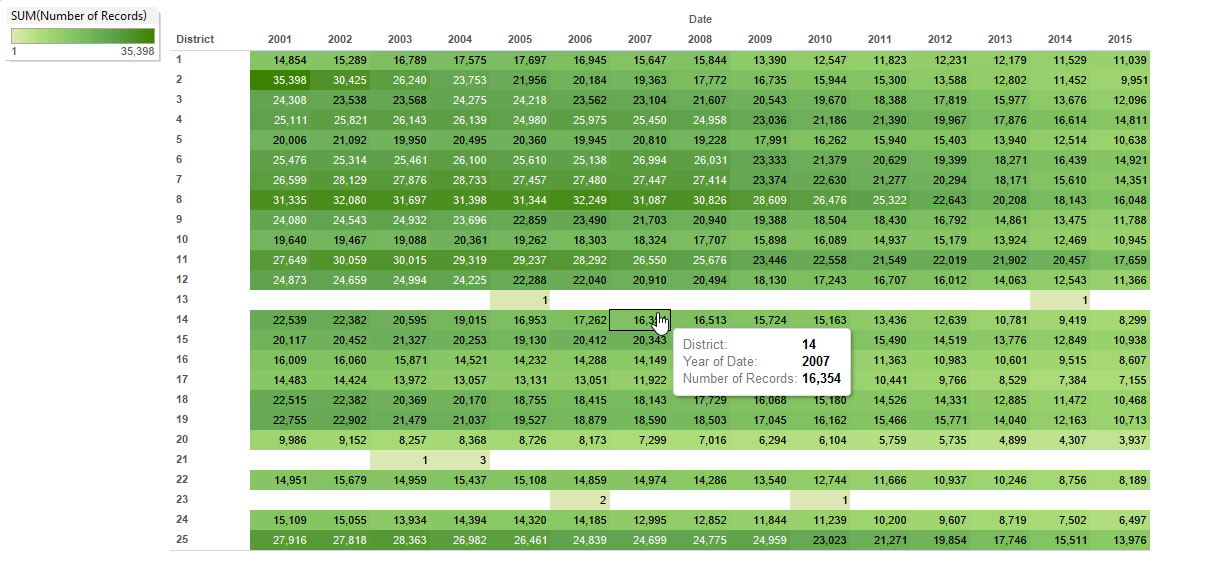 SUM(Number of Records)
1 35,398
Date
District 2001 2002 2003 2004 2005 2006 2007 2008 2009 2010 2011 2012 2013 2014 2015
1 14,854 15,289 16,789 17,575 17,697 16,945 15,647 15,844 13,390 12,547 11,823 12,231 12,179 11,529 11,039
2 35,398 30,425 26,240 23,753 21,956 20,184 19,363 17,772 16,735 15,944 15,300 13,588 12,802 11,452 9,951
3 24,308 23,538 23,568 24,275 24,218 23,562 23,104 21,607 20,543 19,670 18,388 17,819 15,977 13,676 12,096
4 25,111 25,821 26,143 26,139 24,980 25,975 25,450 24,958 23,036 21,186 21,390 19,967 17,876 16,614 14,811
5 20,006 21,092 19,950 20,495 20,360 19,945 20,810 19,228 17,991 16,262 15,940 15,403 13,940 12,514 10,638
6 25,476 25,314 25,461 26,100 25,610 25,138 26,994 26,031 23,333 21,379 20,629 19,399 18,271 16,439 14,921
7 26,599 28,129 27,876 28,733 27,457 27,480 27,447 27,414 23,374 22,630 21,277 20,294 18,171 15,610 14,351
8 31,335 32,080 31,697 31,398 31,344 32,249 31,087 30,826 28,609 26,476 25,322 22,643 20,208 18,143 16,048
9 24,080 24,543 24,932 23,696 22,859 23,490 21,703 20,940 19,388 18,504 18,430 16,792 14,861 13,475 11,788
10 19,640 19,467 19,088 20,361 19,262 18,303 18,324 17,707 15,898 16,089 14,937 15,179 13,924 12,469 10,945
11 27,649 30,059 30,015 29,319 29,237 28,292 26,550 25,676 23,446 22,558 21,549 22,019 21,902 20,457 17,659
12 24,873 24,659 24,994 24,225 22,288 22,040 20,910 20,494 18,130 17,243 16,707 16,012 14,063 12,543 11,366
13 1 1
14 22,539 22,382 20,595 19,015 16,953 17,262 16,513 15,724 15,163 13,436 12,639 10,781 9,419 8,299
15 20,117 20,452 21,327 20,253 19,130 20,412 20,343 15,490 14,519 13,776 12,849 10,938
16 16,009 16,060 15,871 14,521 14,232 14,288 14,149 11,363 10,983 10,601 9,515 8,607
17 14,483 14,424 13,972 13,057 13,131 13,051 11,922 10,441 9,766 8,529 7,384 7,155
18 22,515 22,382 20,369 20,170 18,755 18,415 18,143 17,729 16,068 15,180 14,526 14,331 12,885 11,472 10,468
19 22,755 22,902 21,479 21,037 19,527 18,879 18,590 18,503 17,045 16,162 15,466 15,771 14,040 12,163 10,713
20 9,986 9,152 8,257 8,368 8,726 8,173 7,299 7,016 6,294 6,104 5,759 5,735 4,899 4,307 3,937
21 1 3
22 14,951 15,679 14,959 15,437 15,108 14,859 14,974 14,286 13,540 12,744 11,666 10,937 10,246 8,756 8,189
23 2 1
24 15,109 15,055 13,934 14,394 14,320 14,185 12,995 12,852 11,844 11,239 10,200 9,607 8,719 7,502 6,497
25 27,916 27,818 28,363 26,982 26,461 24,839 24,699 24,775 24,959 23,023 21,271 19,854 17,746 15,511 13,976
District: 14
Year of Date: 2007
Number of Records: 16,354